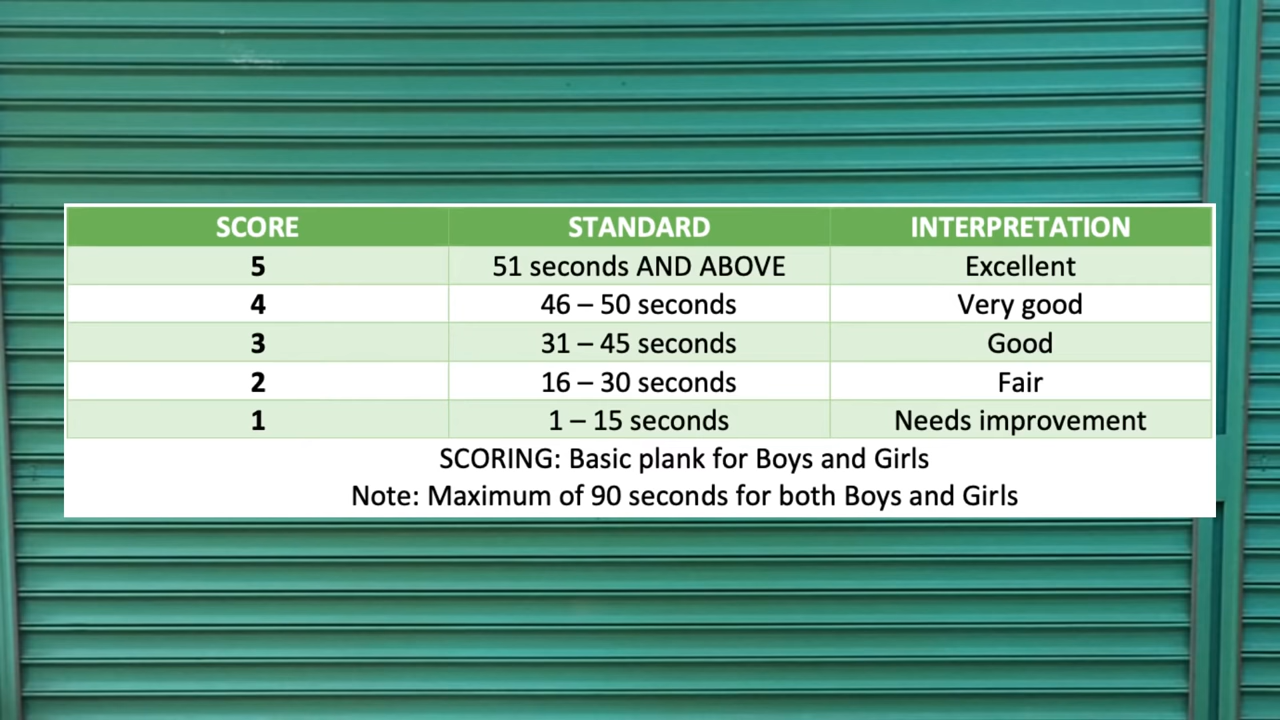 SCORE STANDARD INTERPRETATION
5 51 seconds AND ABOVE Excellent
4 46 – 50 seconds Very good
3 31 – 45 seconds Good
2 16 – 30 seconds Fair
1 1 – 15 seconds Needs improvement
SCORING: Basic plank for Boys and Girls
Note: Maximum of 90 seconds for both Boys and Girls